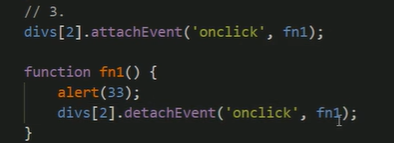 // 3.
divs[2].attachEvent('onclick', fn1);
function fn1() {
alert(33);
divs[2].detachEvent('onclick', fn1);
}